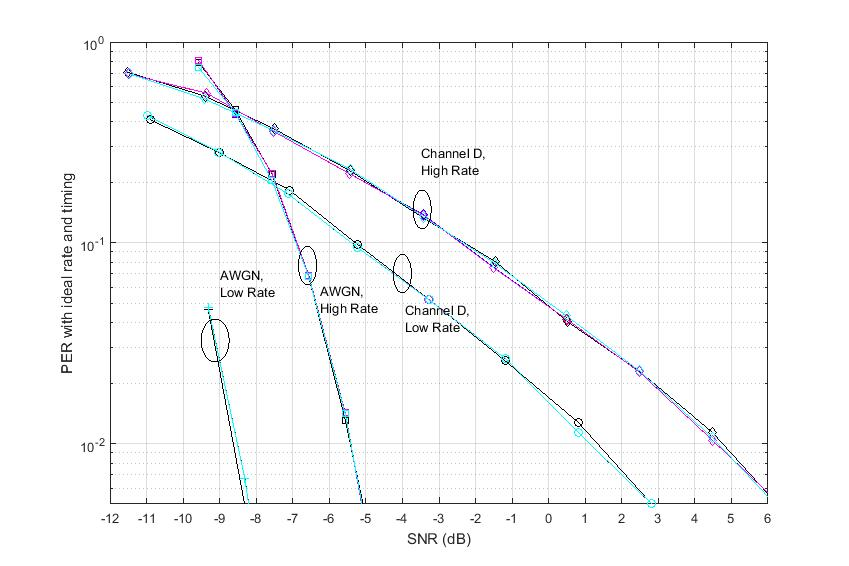 10^0
Channel D,
High Rate
10^-1
AWGN,
Low Rate
AWGN,
High Rate
Channel D,
Low Rate
10^-2
PER with ideal rate and timing
-12 -11 -10 -9 -8 -7 -6 -5 -4 -3 -2 -1 0 1 2 3 4 5 6
SNR (dB)